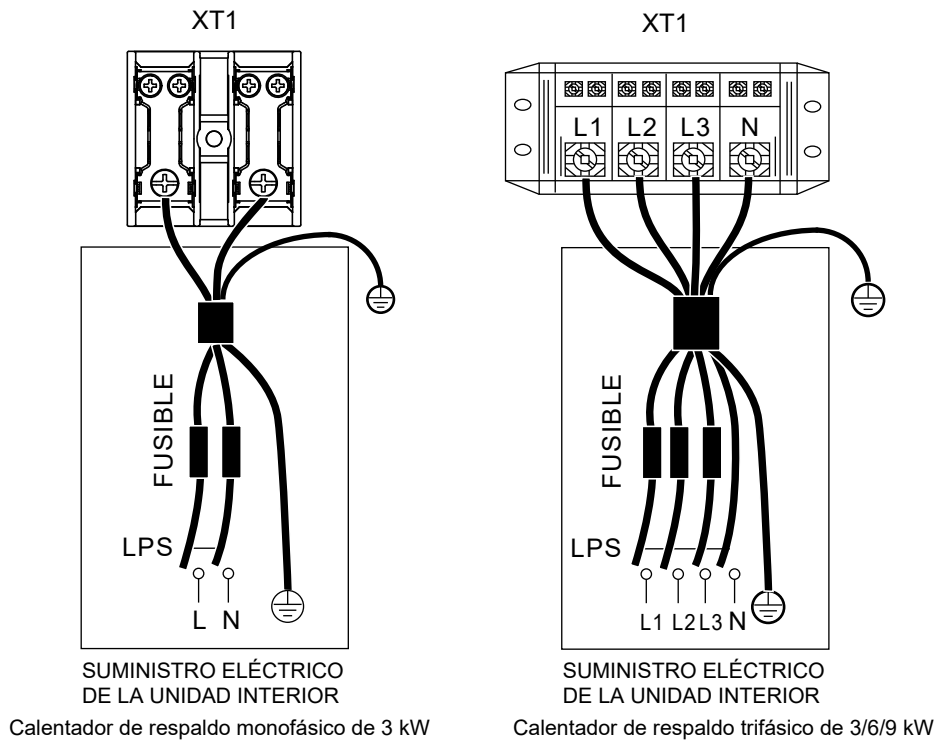 XT1
FUSIBLE
LPS
L N
SUMINISTRO ELÉCTRICO
DE LA UNIDAD INTERIOR
Calentador de respaldo monofásico de 3 kW
XT1
L1 L2 L3 N
FUSIBLE
LPS
L1 L2 L3 N
SUMINISTRO ELÉCTRICO
DE LA UNIDAD INTERIOR
Calentador de respaldo trifásico de 3/6/9 kW